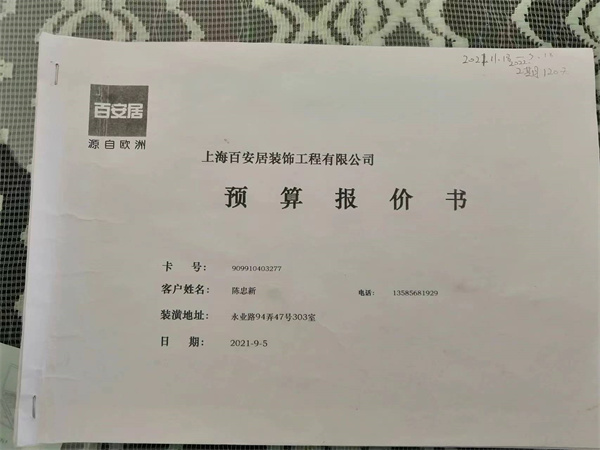 2021.11.18
百安居
源自欧洲
上海百安居装饰工程有限公司
预算报价书
卡 号: 909910403277
客户姓名: 陈忠新 电话: 13585681929
装潢地址: 永业路94弄47号303室
日 期: 2021-9-5